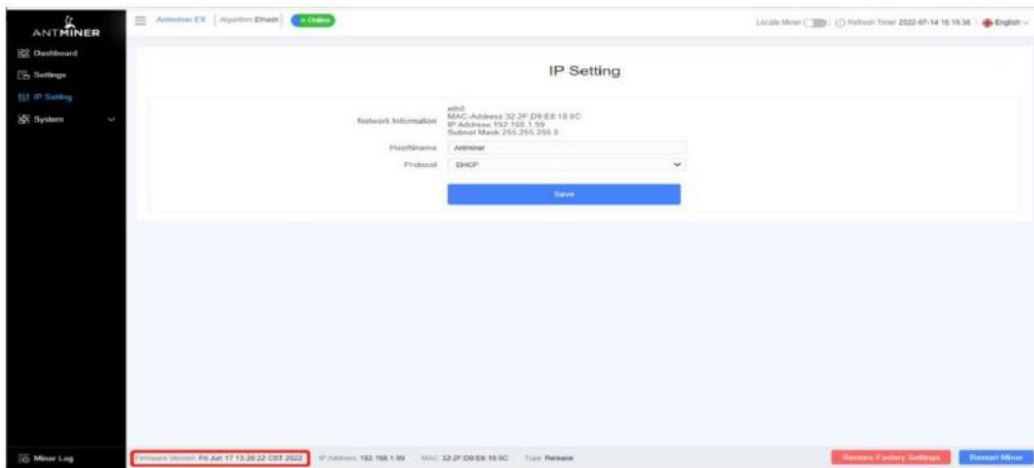 ANTMINER
Antminer E9 Algorithm Ethash Online
Locate Miner Refresh Timer 2022-07-14 16:16:38 English
Dashboard
Settings
IP Setting
System
IP Setting
Network Information
eth0
MAC-Address:32:2F:D9:E8:18:0C
IP Address:192.168.1.99
Subnet Mask:255.255.255.0
HostName Antminer
Protocol DHCP
Save
Miner Log
Firmware Version: Fri Jun 17 13:20:22 CST 2022 IP Address: 192.168.1.99 MAC: 32:2F:D9:E8:18:0C Type: Release
Restore Factory Settings
Restart Miner